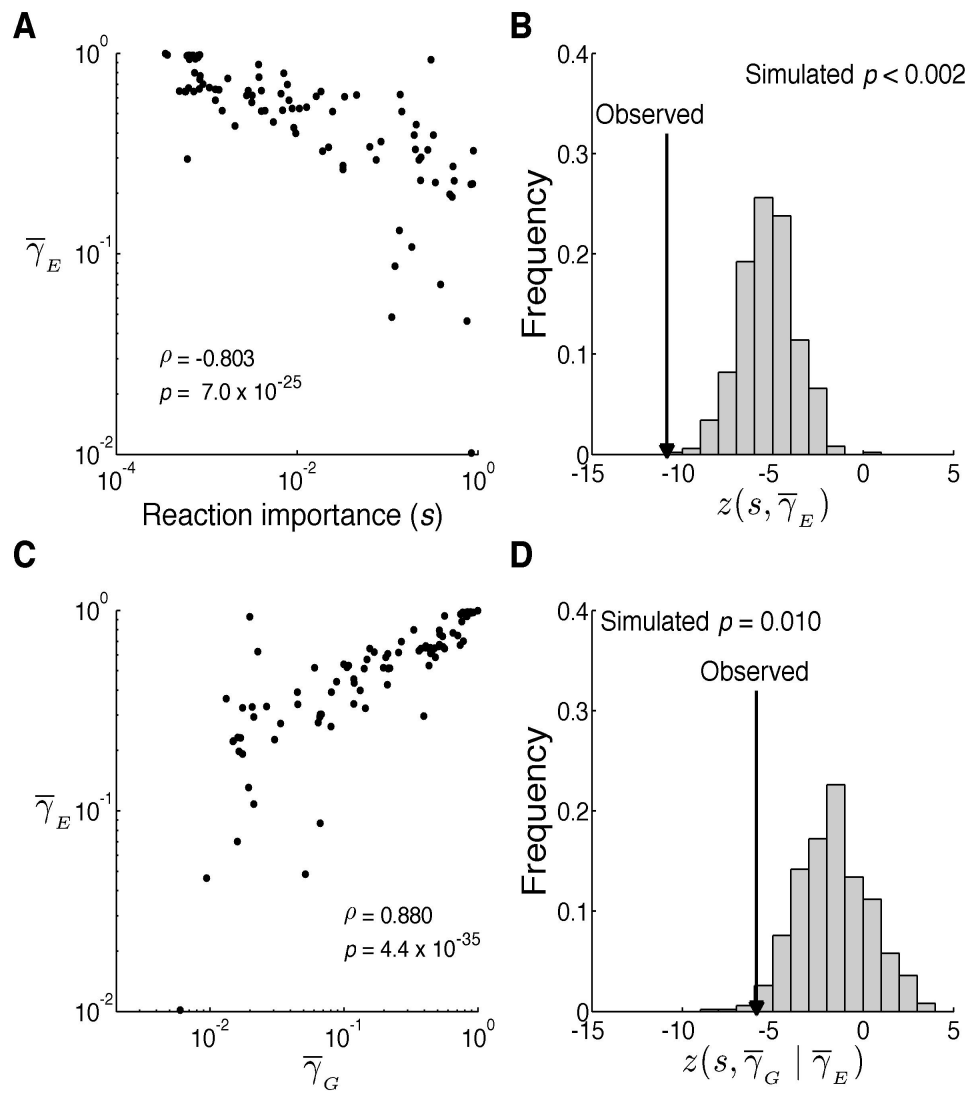 A
10^0
10^-1
10^-2
γ̅_E
ρ = -0.803
p = 7.0 x 10^-25
10^-4
10^-2
10^0
Reaction importance (s)
B
0.4
0.3
0.2
0.1
0
Frequency
Simulated p < 0.002
Observed
-15
-10
-5
0
5
z(s, γ̅_E)
C
10^0
10^-1
10^-2
γ̅_E
ρ = 0.880
p = 4.4 x 10^-35
10^-2
10^-1
10^0
γ̅_G
D
0.4
0.3
0.2
0.1
0
Frequency
Simulated p = 0.010
Observed
-15
-10
-5
0
5
z(s, γ̅_G | γ̅_E)